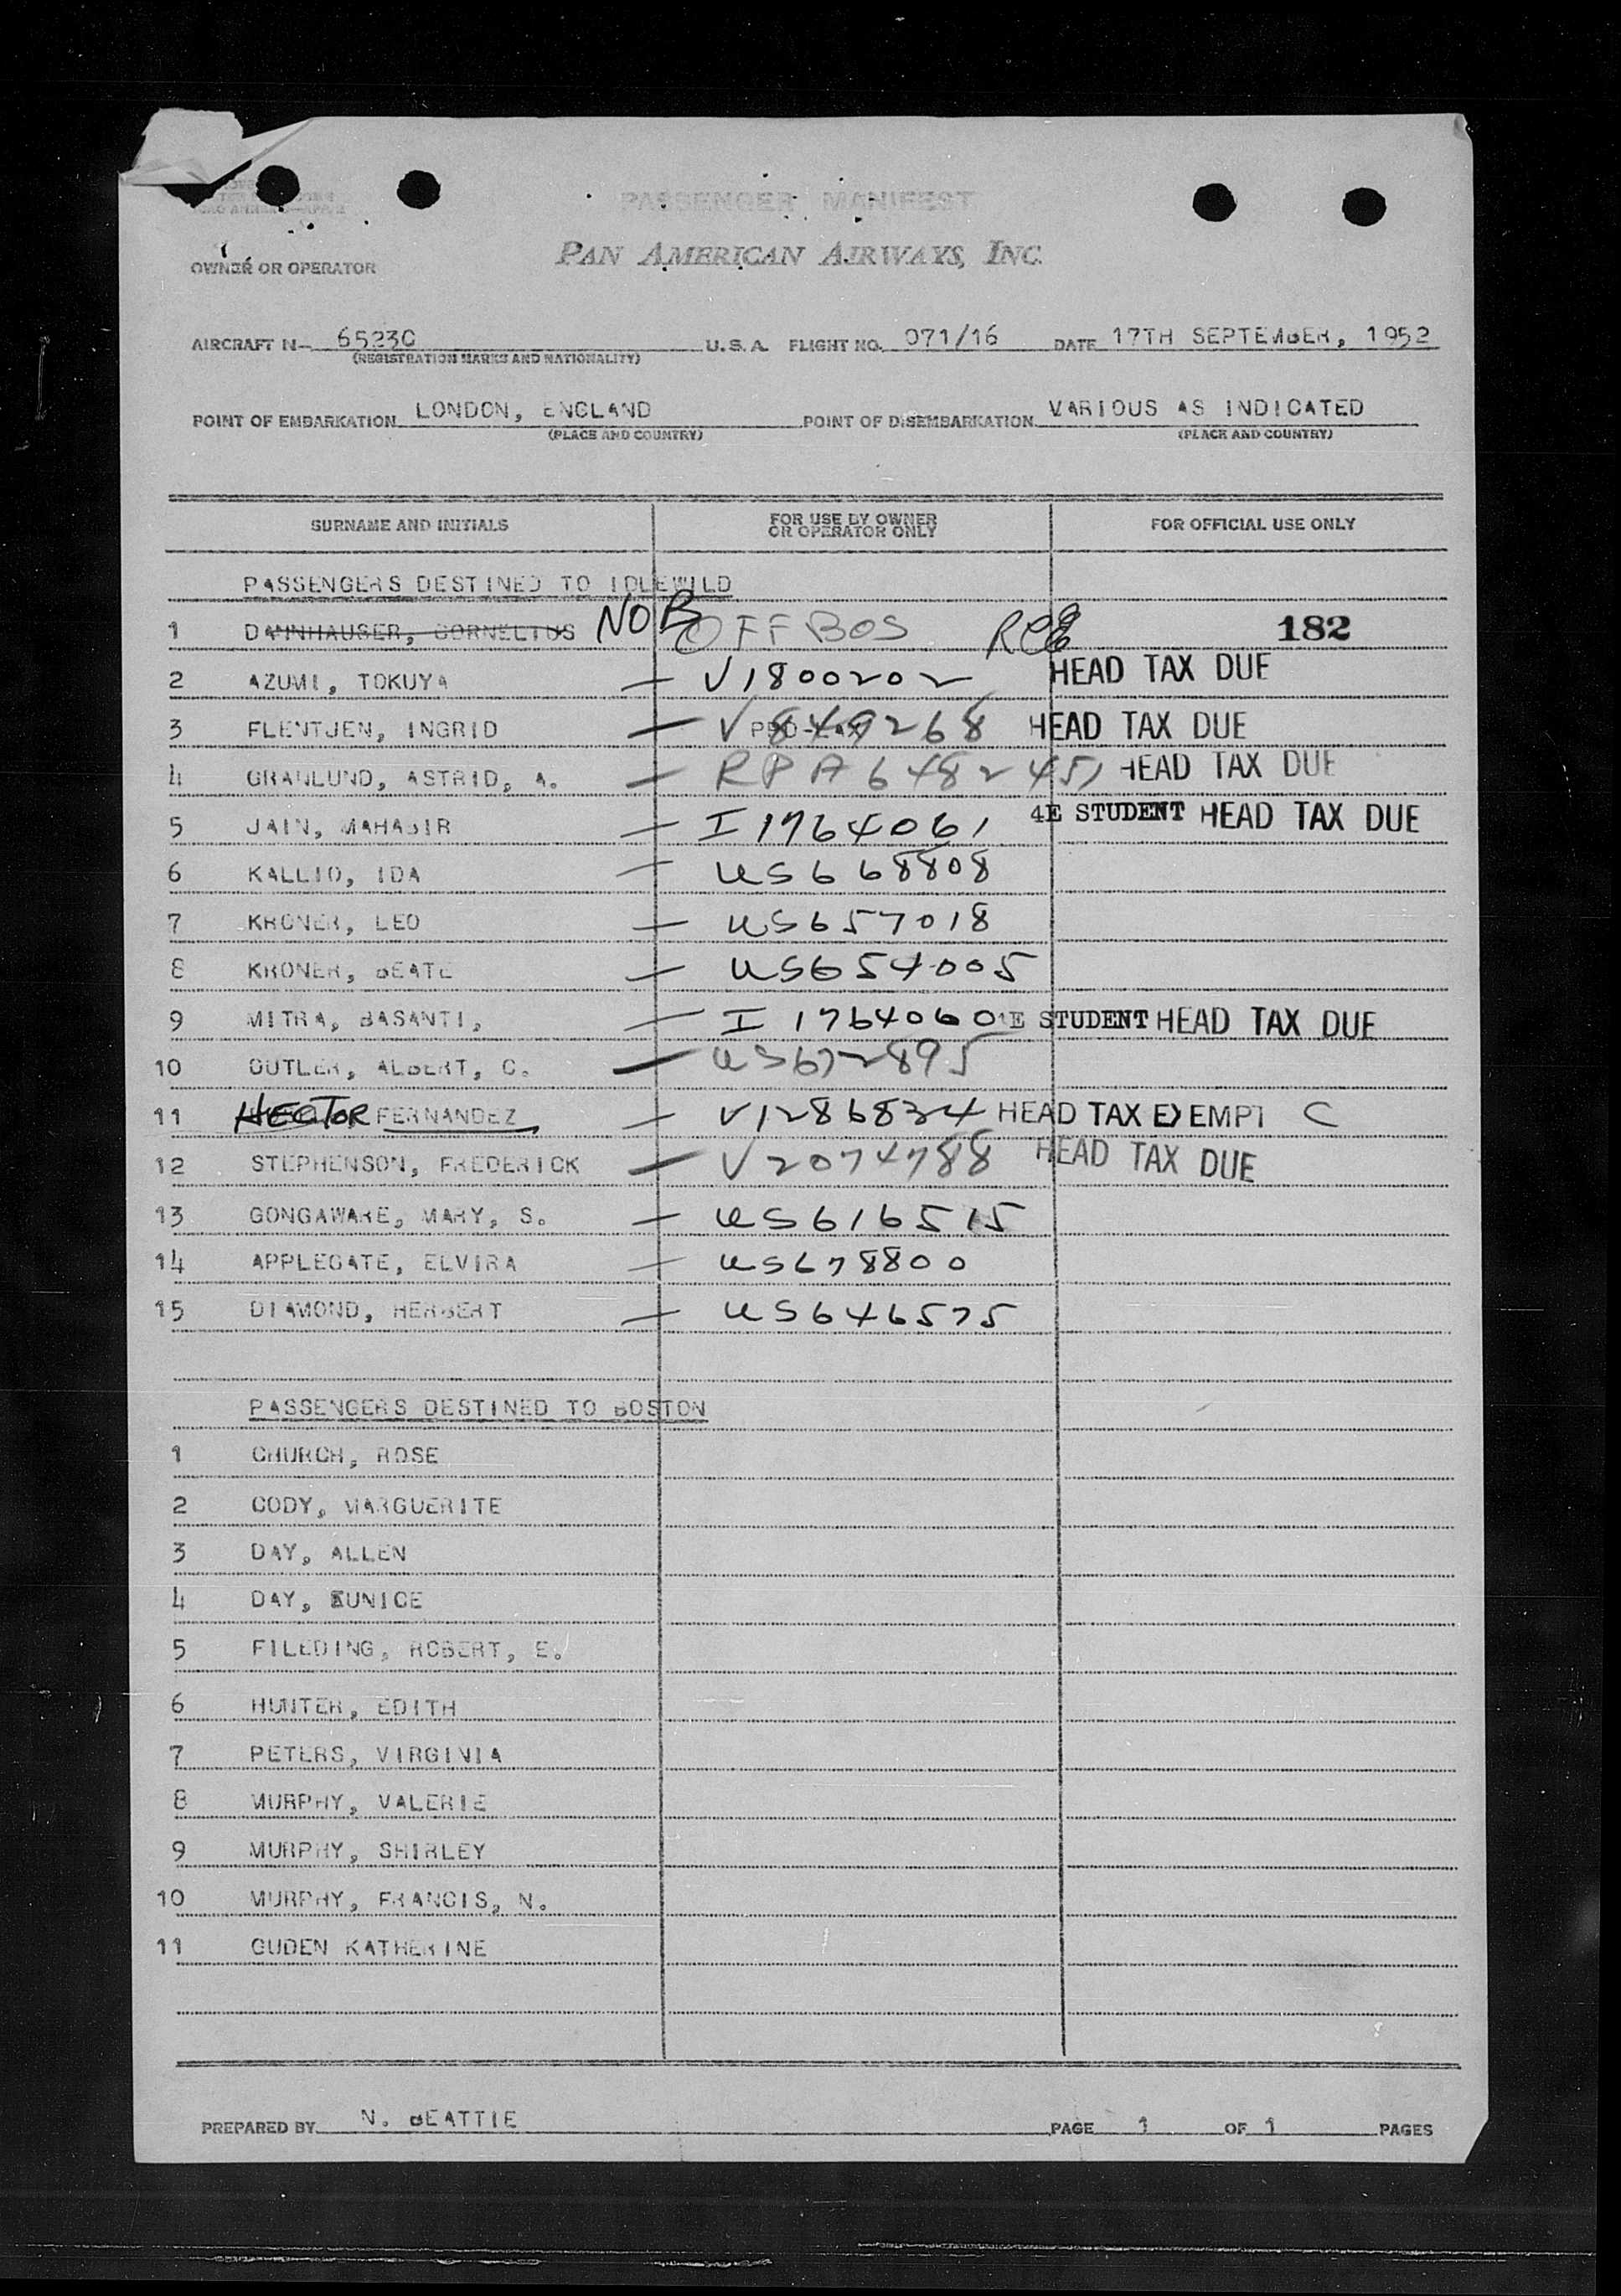 PASSENGER MANIFEST
PAN AMERICAN AIRWAYS, INC.
OWNER OR OPERATOR
AIRCRAFT N- 65230 U.S.A. FLIGHT NO. 071/16 DATE 17TH SEPTEMBER, 1952
(REGISTRATION MARKS AND NATIONALITY)
POINT OF EMBARKATION LONDON, ENGLAND POINT OF DISEMBARKATION VARIOUS AS INDICATED
(PLACE AND COUNTRY) (PLACE AND COUNTRY)
SURNAME AND INITIALS FOR USE BY OWNER OR OPERATOR ONLY FOR OFFICIAL USE ONLY
PASSENGERS DESTINED TO IDLEWILD
1 DANNHAUSER, CORNELIUS NOB OFF BOS 182
2 AZUMI, TOKUYA — V1800202 HEAD TAX DUE
3 FLENTJEN, INGRID — V849268 HEAD TAX DUE
4 GRANLUND, ASTRID, A. — RPA648245) HEAD TAX DUE
5 JAIN, MAHABIR — I1764061 4E STUDENT HEAD TAX DUE
6 KALLIO, IDA — US668808
7 KRONER, LEO — US657018
8 KRONER, BEATE — US654005
9 MITRA, BASANTI, — I 1764060 4E STUDENT HEAD TAX DUE
10 CUTLER, ALBERT, C. — US672895
11 HECTOR FERNANDEZ — V1286834 HEAD TAX EXEMPT C
12 STEPHENSON, FREDERICK — V2074788 HEAD TAX DUE
13 GONGAWARE, MARY, S. — US616515
14 APPLEGATE, ELVIRA — US678800
15 DIAMOND, HERBERT — US646575
PASSENGERS DESTINED TO BOSTON
1 CHURCH, ROSE
2 CODY, MARGUERITE
3 DAY, ALLEN
4 DAY, EUNICE
5 FILEDING, ROBERT, E.
6 HUNTER, EDITH
7 PETERS, VIRGINIA
8 MURPHY, VALERIE
9 MURPHY, SHIRLEY
10 MURPHY, FRANCIS, N.
11 GUDEN KATHERINE
PREPARED BY N. BEATTIE PAGE 1 OF 1 PAGES